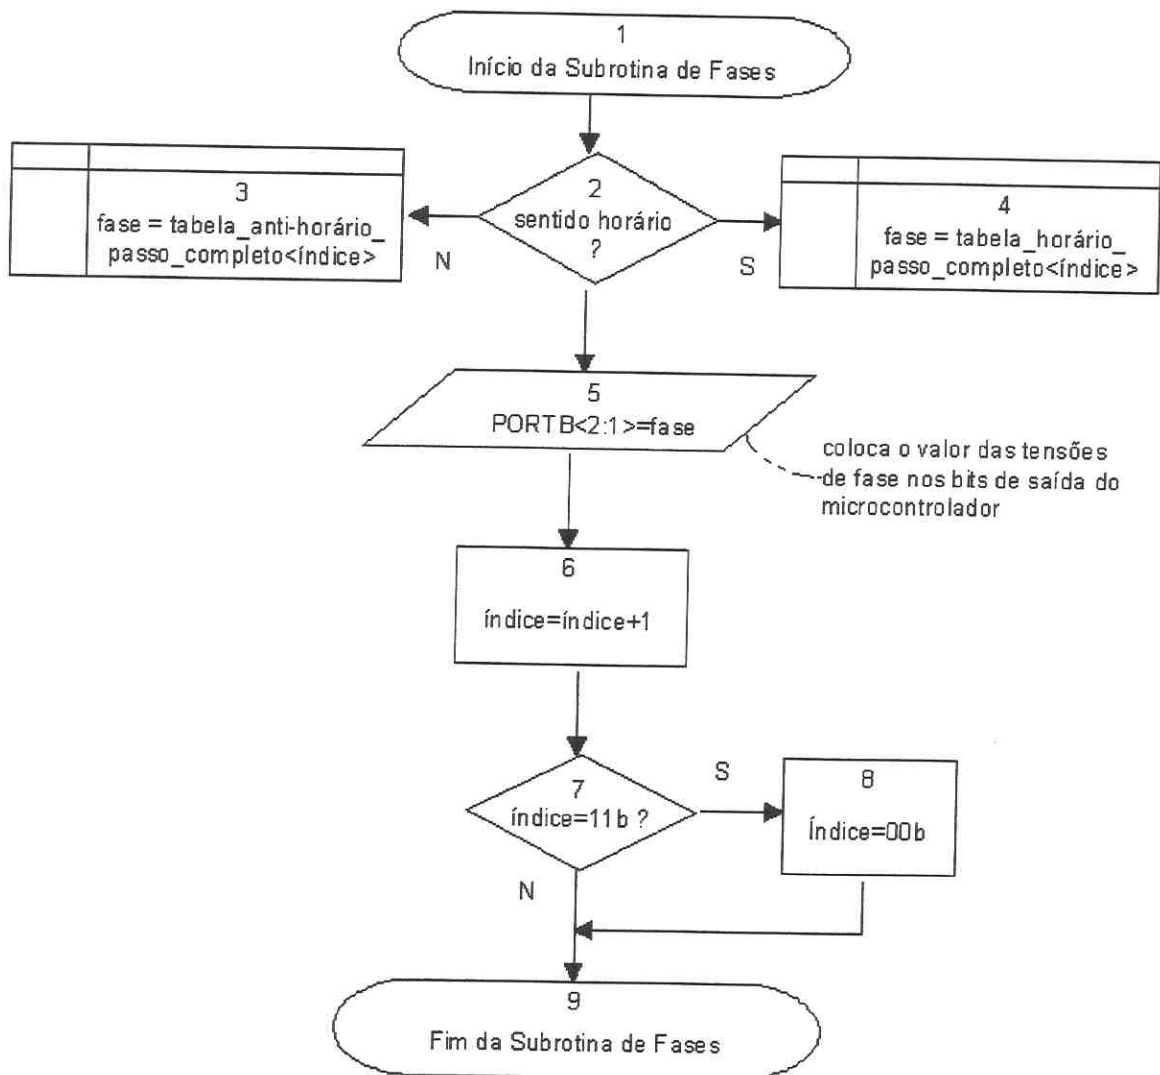 1
Início da Subrotina de Fases
2
sentido horário
?
3
fase = tabela_anti-horário_
passo_completo<índice>
N
S
4
fase = tabela_horário_
passo_completo<índice>
5
PORTB<2:1>=fase
coloca o valor das tensões
de fase nos bits de saída do
microcontrolador
6
índice=índice+1
7
índice=11b ?
S
8
Índice=00b
N
9
Fim da Subrotina de Fases